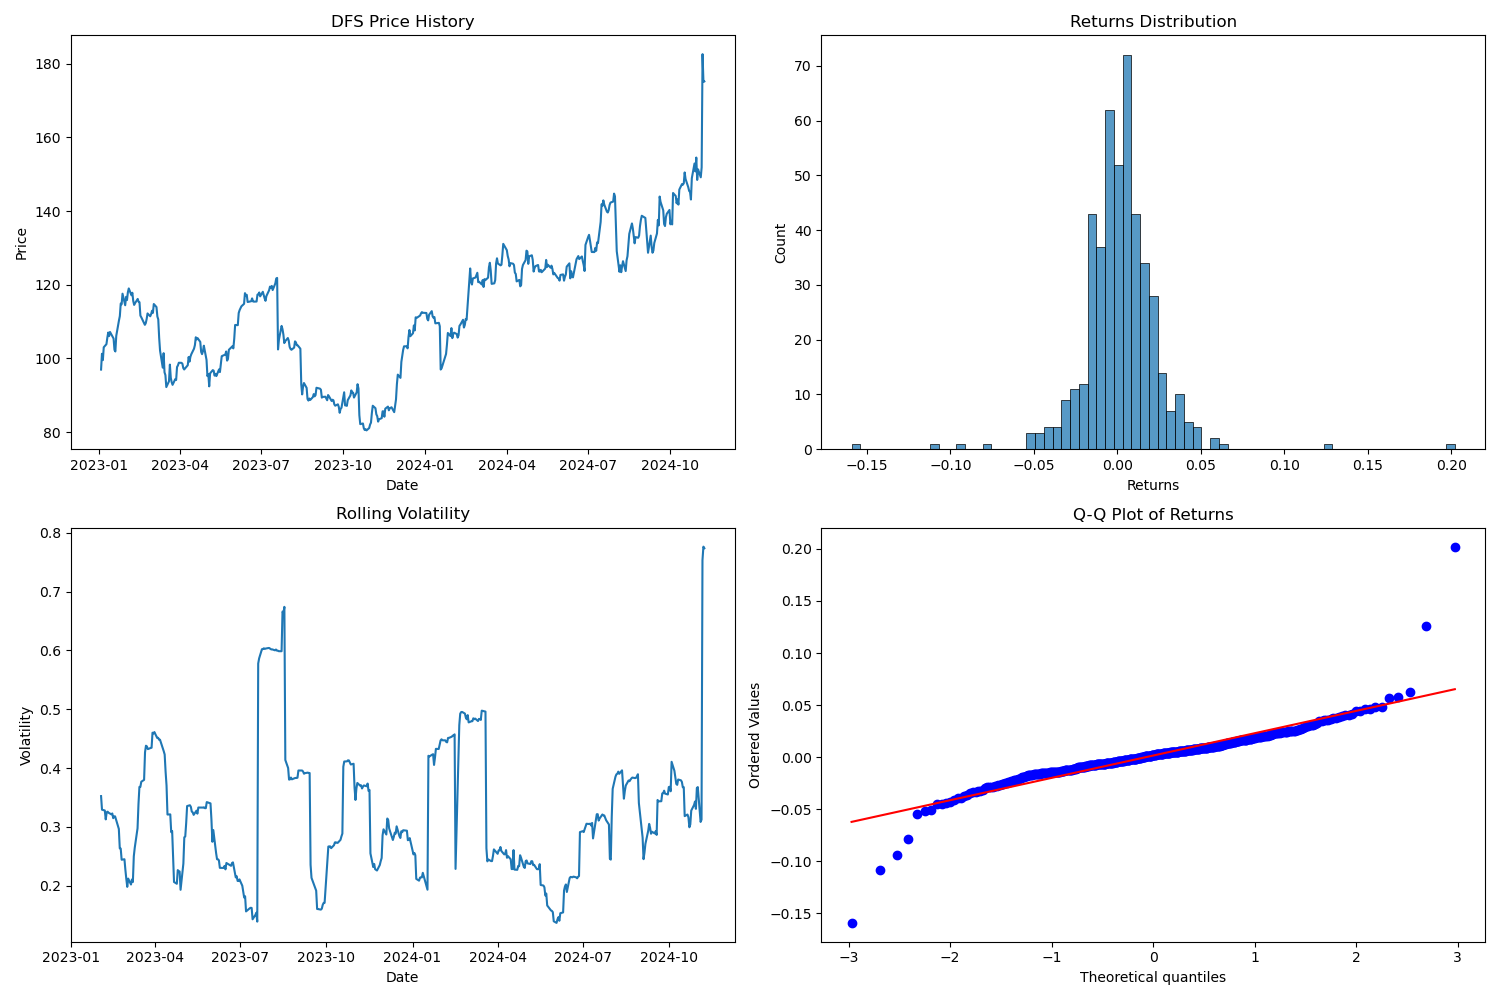 DFS Price History
Price
180
160
140
120
100
80
2023-01 2023-04 2023-07 2023-10 2024-01 2024-04 2024-07 2024-10
Date
Returns Distribution
Count
70
60
50
40
30
20
10
0
−0.15 −0.10 −0.05 0.00 0.05 0.10 0.15 0.20
Returns
Rolling Volatility
Volatility
0.8
0.7
0.6
0.5
0.4
0.3
0.2
2023-01 2023-04 2023-07 2023-10 2024-01 2024-04 2024-07 2024-10
Date
Q-Q Plot of Returns
Ordered Values
0.20
0.15
0.10
0.05
0.00
−0.05
−0.10
−0.15
−3 −2 −1 0 1 2 3
Theoretical quantiles